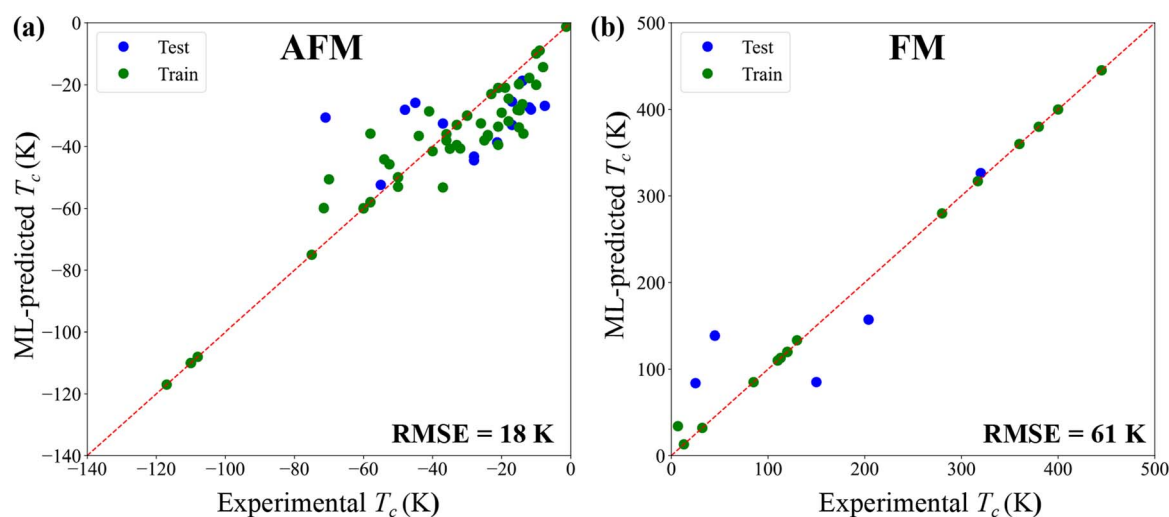 (a)
AFM
Test
Train
ML-predicted Tc (K)
0
−20
−40
−60
−80
−100
−120
−140
RMSE = 18 K
−140
−120
−100
−80
−60
−40
−20
0
Experimental Tc (K)
(b)
FM
Test
Train
ML-predicted Tc (K)
500
400
300
200
100
0
RMSE = 61 K
0
100
200
300
400
500
Experimental Tc (K)